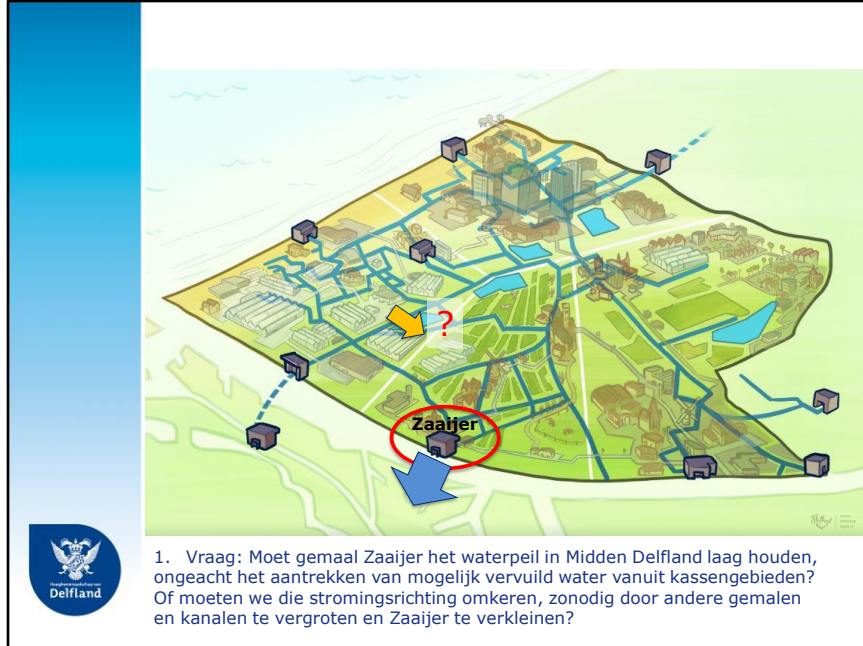 ?
Zaaijer
1. Vraag: Moet gemaal Zaaijer het waterpeil in Midden Delfland laag houden,
ongeacht het aantrekken van mogelijk vervuild water vanuit kassengebieden?
Of moeten we die stromingsrichting omkeren, zonodig door andere gemalen
en kanalen te vergroten en Zaaijer te verkleinen?
Hoogheemraadschap van
Delfland